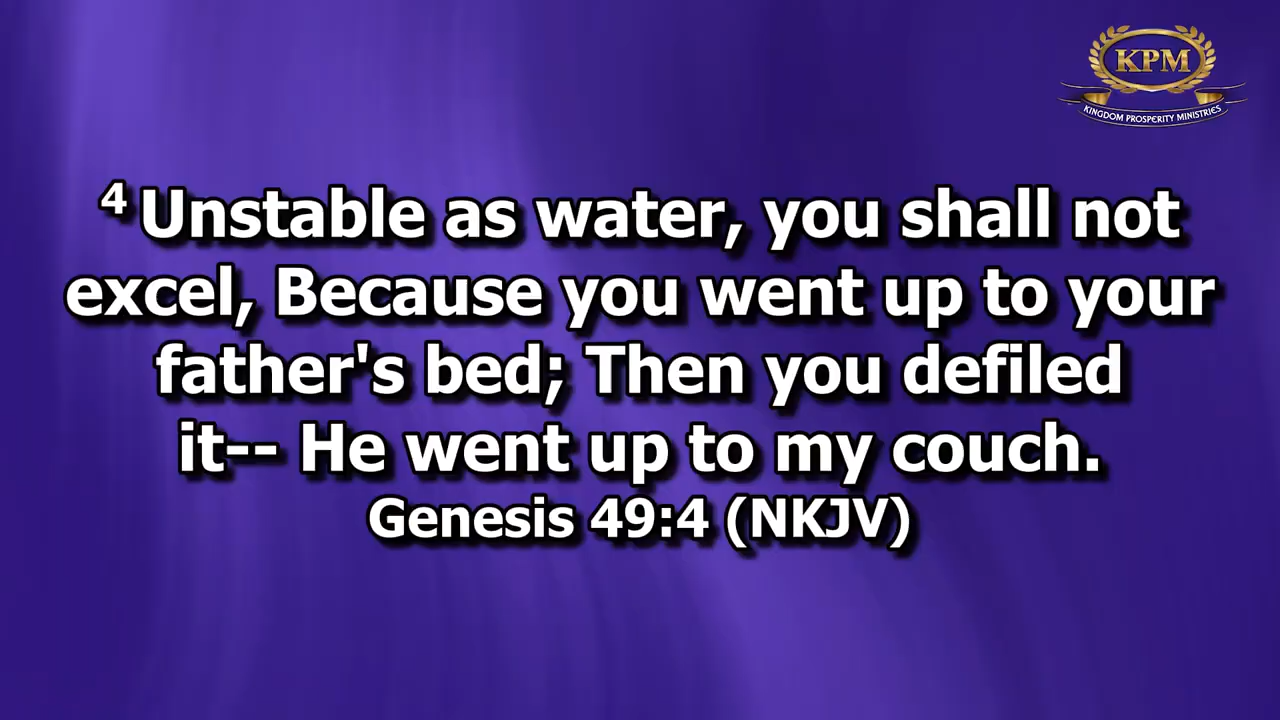 KPM
KINGDOM PROSPERITY MINISTRIES
4 Unstable as water, you shall not
excel, Because you went up to your
father's bed; Then you defiled
it-- He went up to my couch.
Genesis 49:4 (NKJV)